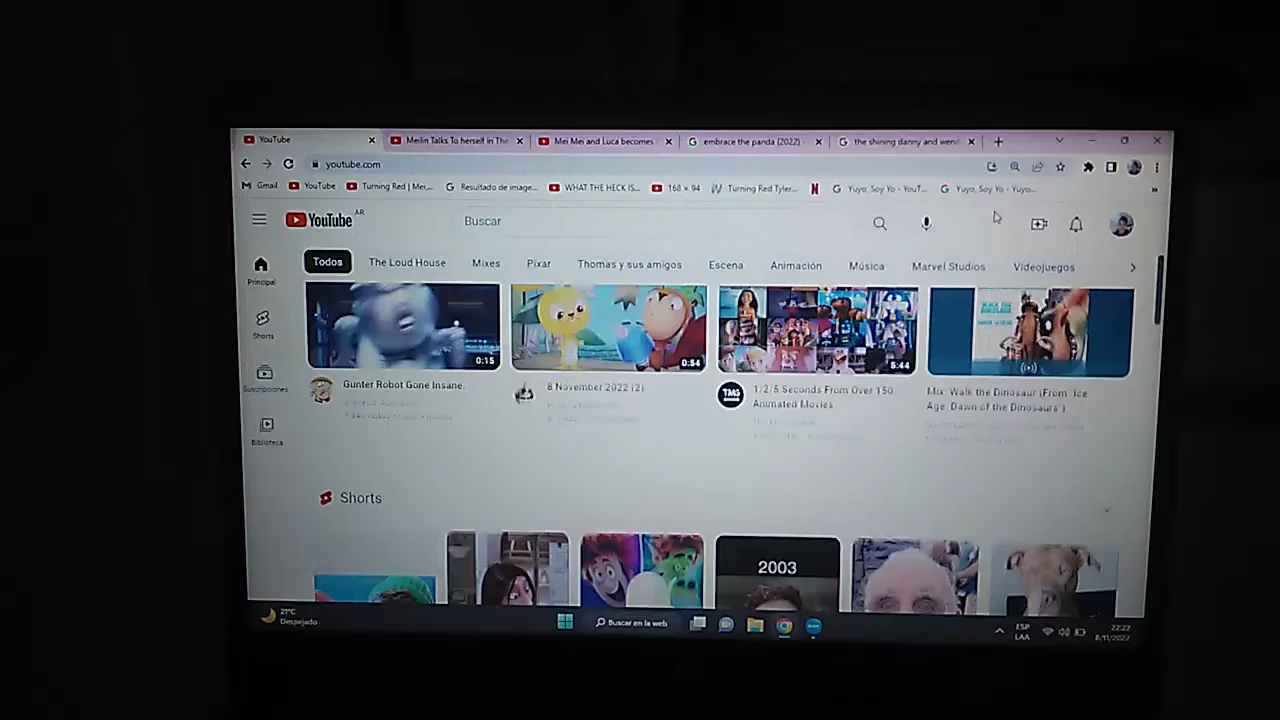 YouTube
Meilin Talks To herself in The
Mei Mei and Luca becomes
embrace the panda (2022) -
the shining danny and wend
youtube.com
Gmail
YouTube
Turning Red | Mei,...
Resultado de image...
WHAT THE HECK IS...
168 × 94
Turning Red Tyler...
Yuyo, Soy Yo - YouT...
Yuyo, Soy Yo - Yuyo...
YouTube AR
Buscar
Todos
The Loud House
Mixes
Pixar
Thomas y sus amigos
Escena
Animación
Música
Marvel Studios
Videojuegos
Principal
Shorts
Suscripciones
Biblioteca
0:15
0:54
5:44
Gunter Robot Gone Insane.
8 November 2022 (2)
TMG
1/2/5 Seconds From Over 150
Animated Movies
Mix: Walk the Dinosaur (From "Ice
Age: Dawn of the Dinosaurs")
Shorts
2003
21°C
Despejado
Buscar en la web
ESP
LAA
22:22
8/11/2022